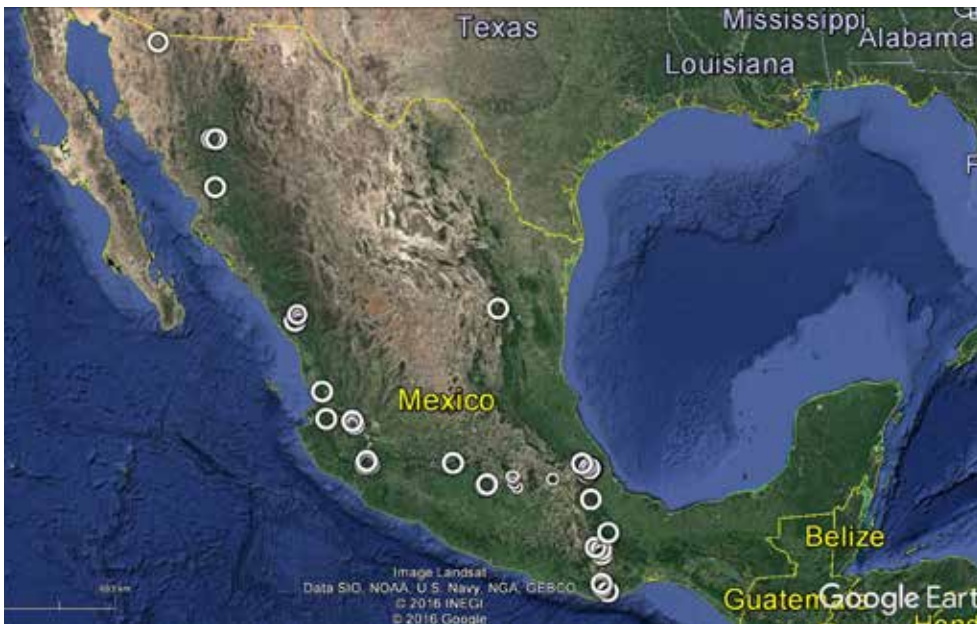 Texas
Mississippi
Alabama
Louisiana
Mexico
Belize
Image Landsat
Data SIO, NOAA, U.S. Navy, NGA, GEBCO
© 2016 INEGI
© 2016 Google
Guatemala
Google Eart